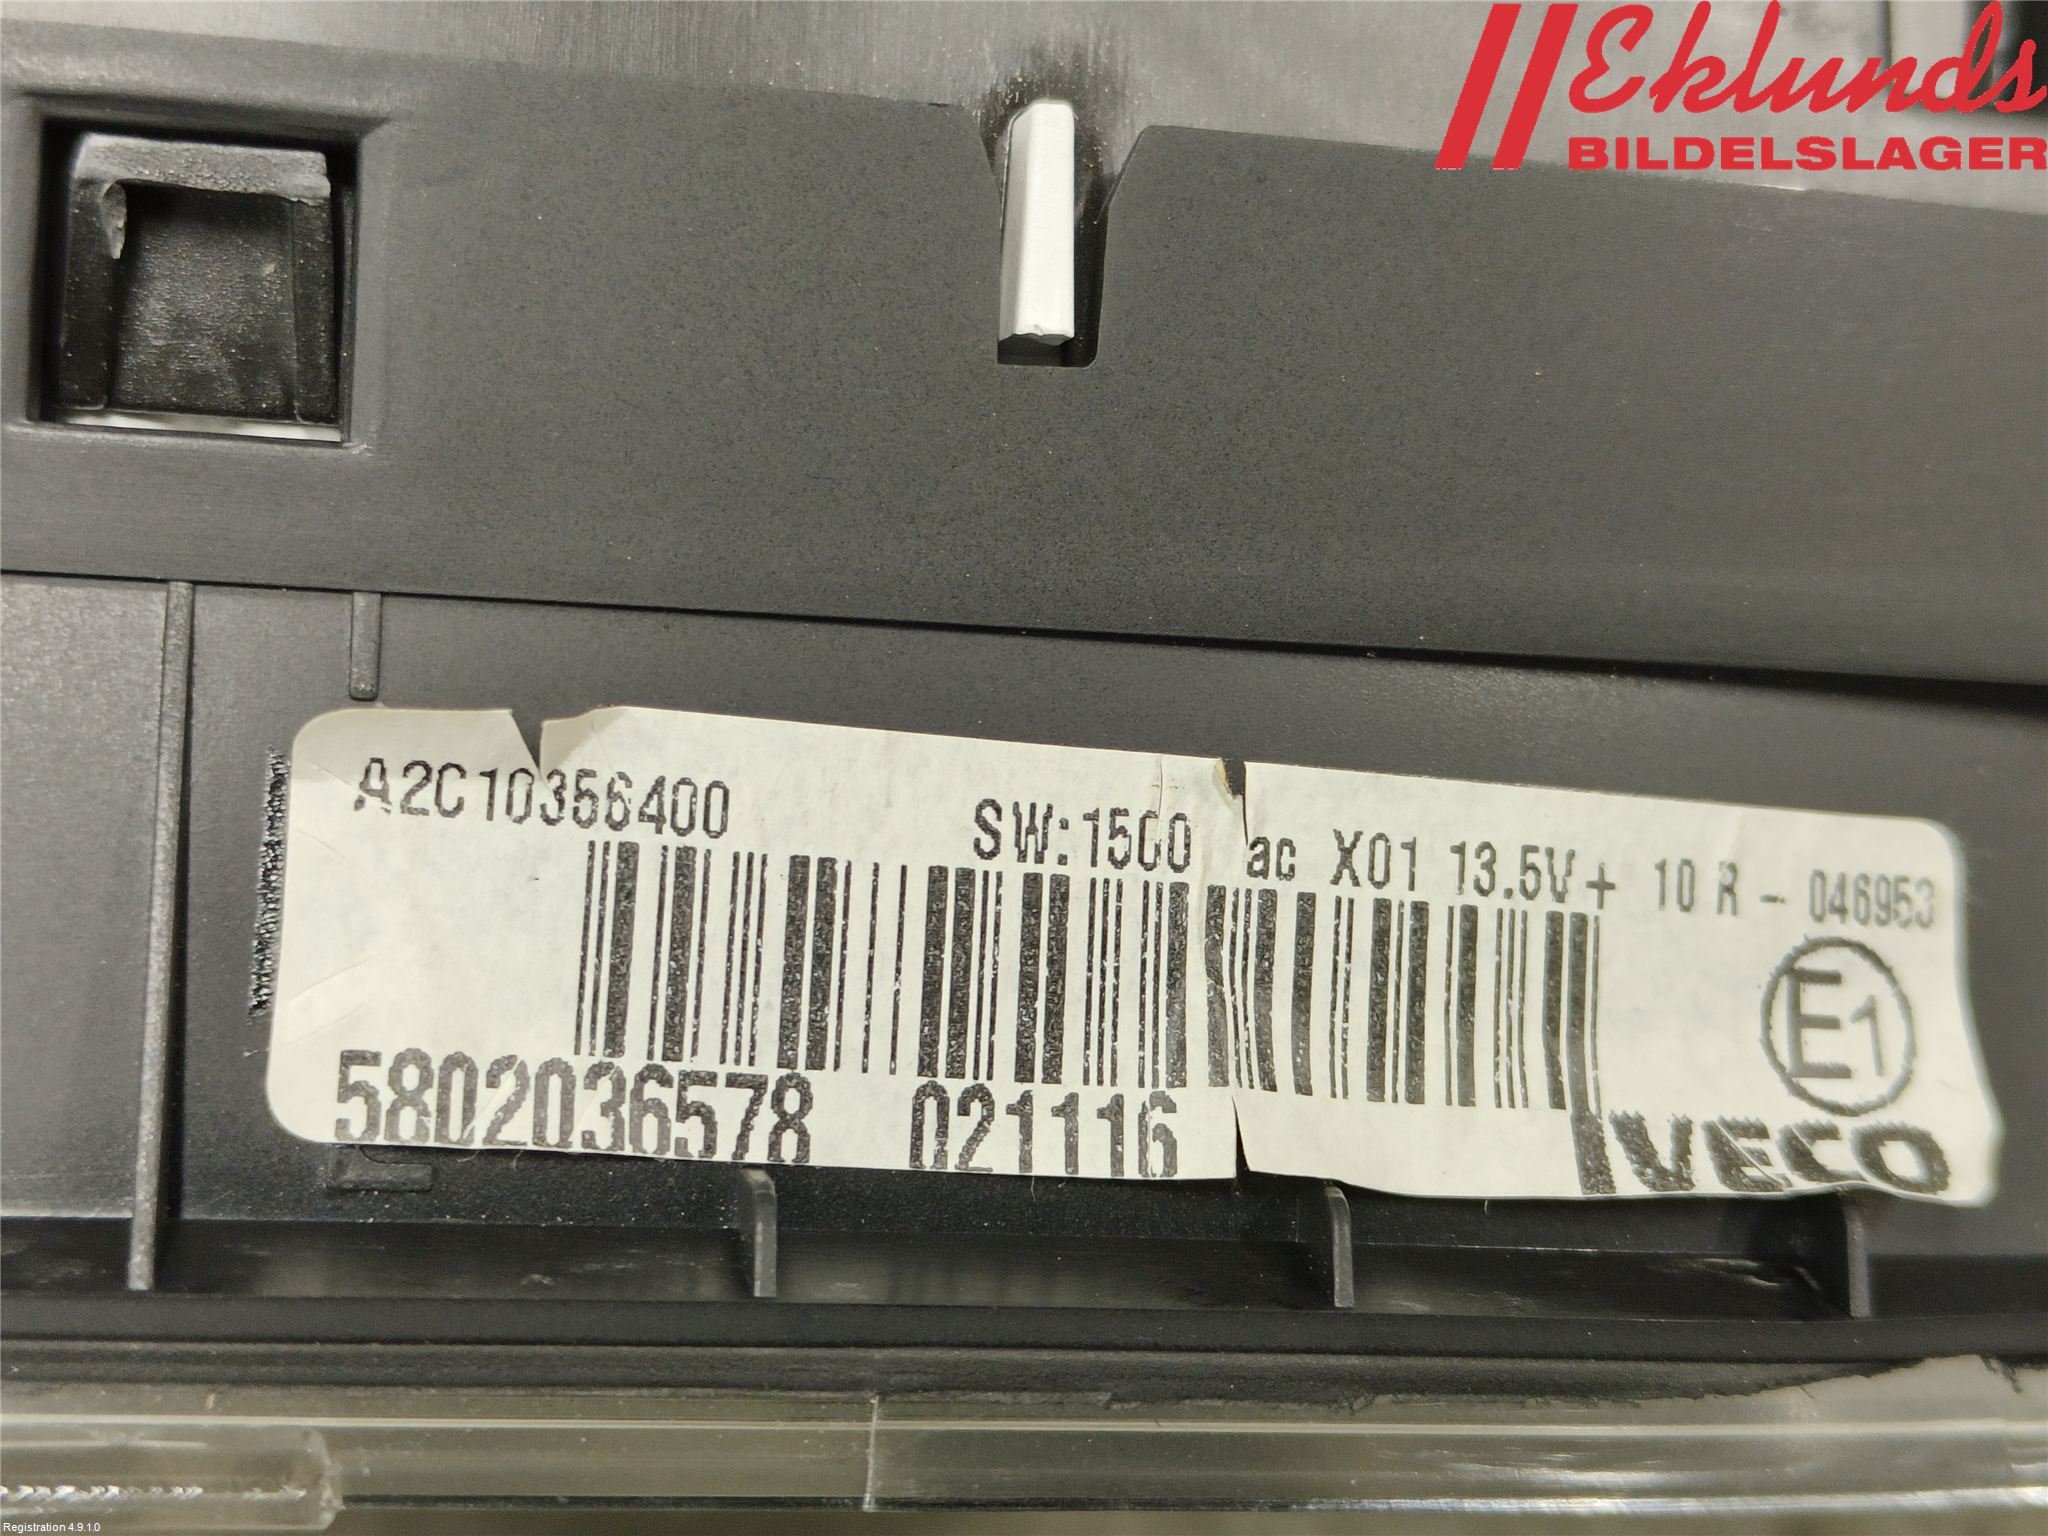 Eklunds
BILDELSLAGER
A2C10356400
SW:1500 ac X01 13.5V+ 10 R - 046953
E1
5802036578 021116
IVECO
Registration 4.9.1.0